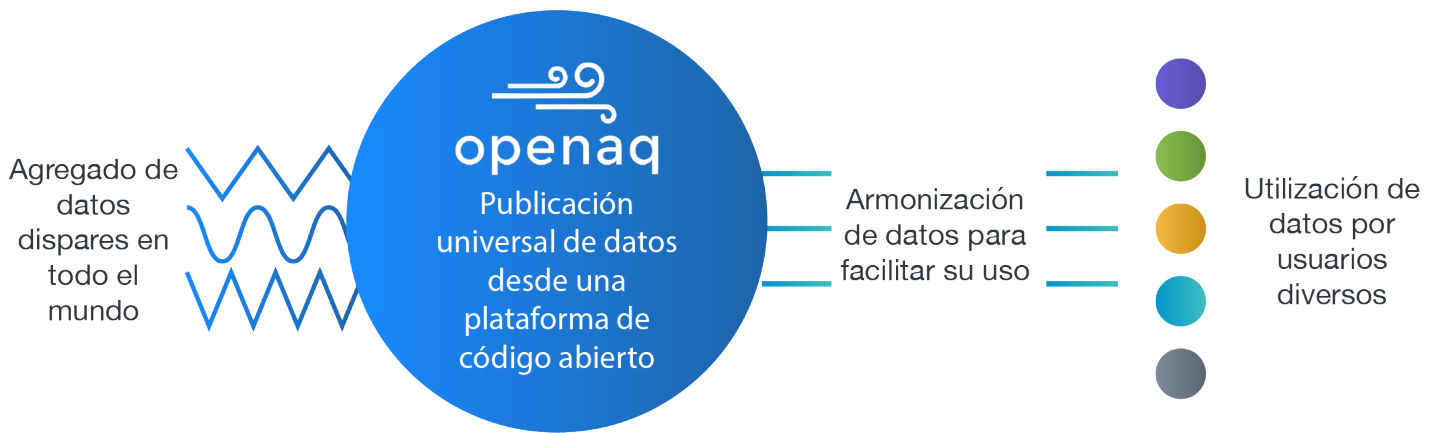 Agregado de
datos
dispares en
todo el
mundo
openaq
Publicación
universal de datos
desde una
plataforma de
código abierto
Armonización
de datos para
facilitar su uso
Utilización de
datos por
usuarios
diversos